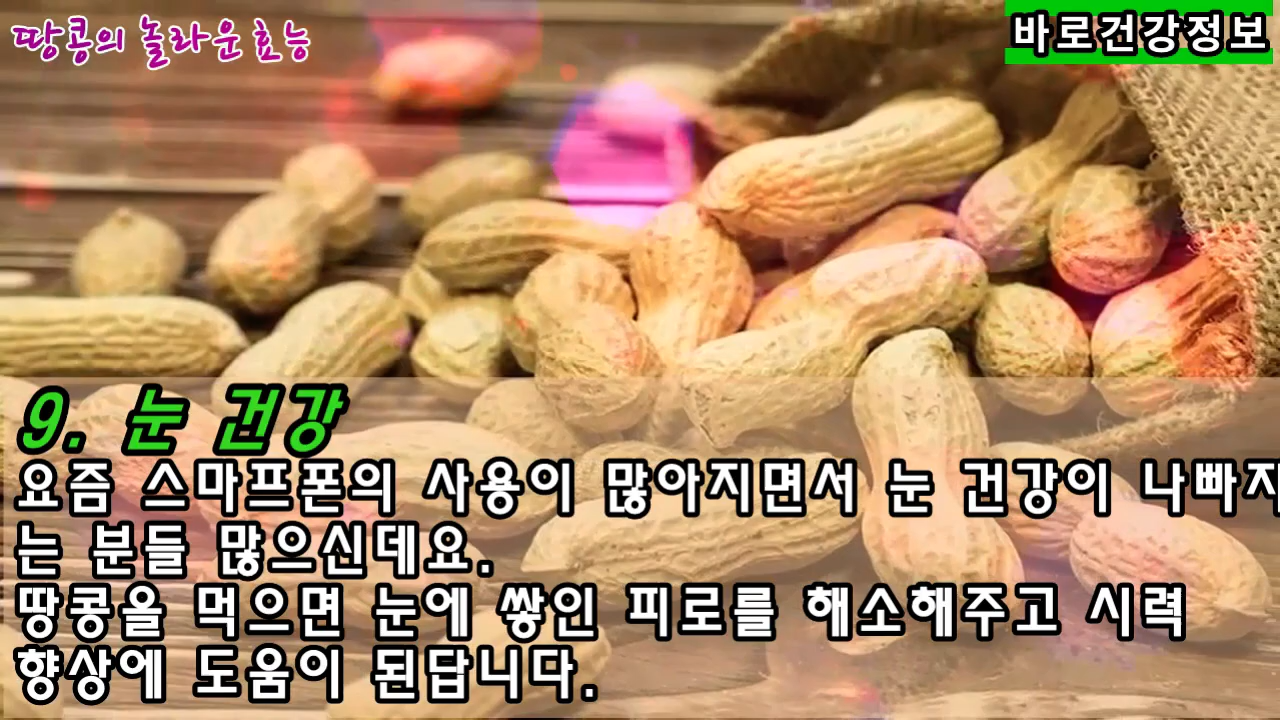 땅콩의 놀라운효능
바로건강정보
9. 눈 건강
요즘 스마프폰의 사용이 많아지면서 눈 건강이 나빠지
는 분들 많으신데요.
땅콩올 먹으면 눈에 쌓인 피로를 해소해주고 시력
향상에 도움이 된답니다.